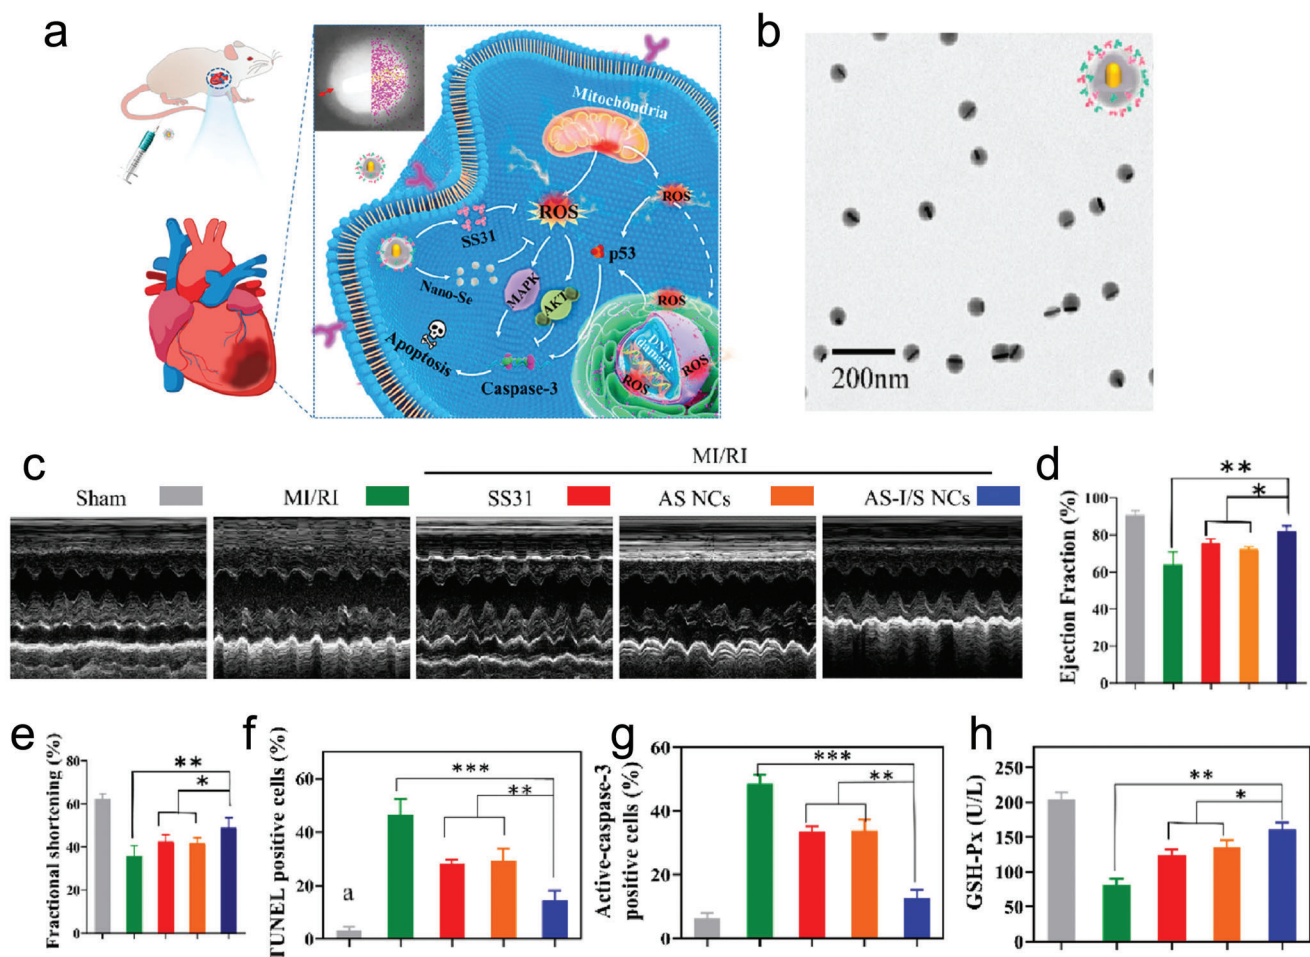 a
b
Mitochondria
ROS
ROS
SS31
p53
Nano-Se
MAPK
AKT
ROS
DNA
damage
ROS
ROS
Apoptosis
Caspase-3
200nm
c
MI/RI
Sham
MI/RI
SS31
AS NCs
AS-I/S NCs
d
Ejection Fraction (%)
100
80
60
40
20
0
**
*
e
Fractional shortening (%)
80
60
40
20
0
**
*
f
TUNEL positive cells (%)
60
40
20
0
a
***
**
g
Active-caspase-3
positive cells (%)
60
40
20
0
***
**
h
GSH-Px (U/L)
250
200
150
100
50
0
**
*